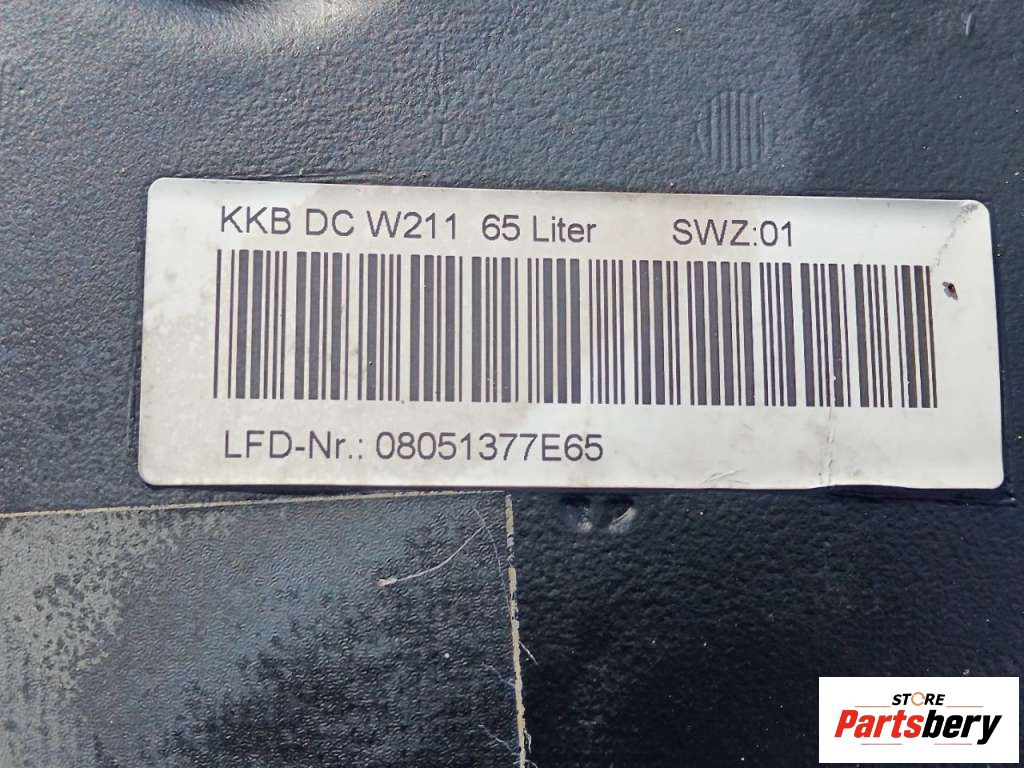 KKB DC W211 65 Liter SWZ:01
LFD-Nr.: 08051377E65
STORE
Partsbery